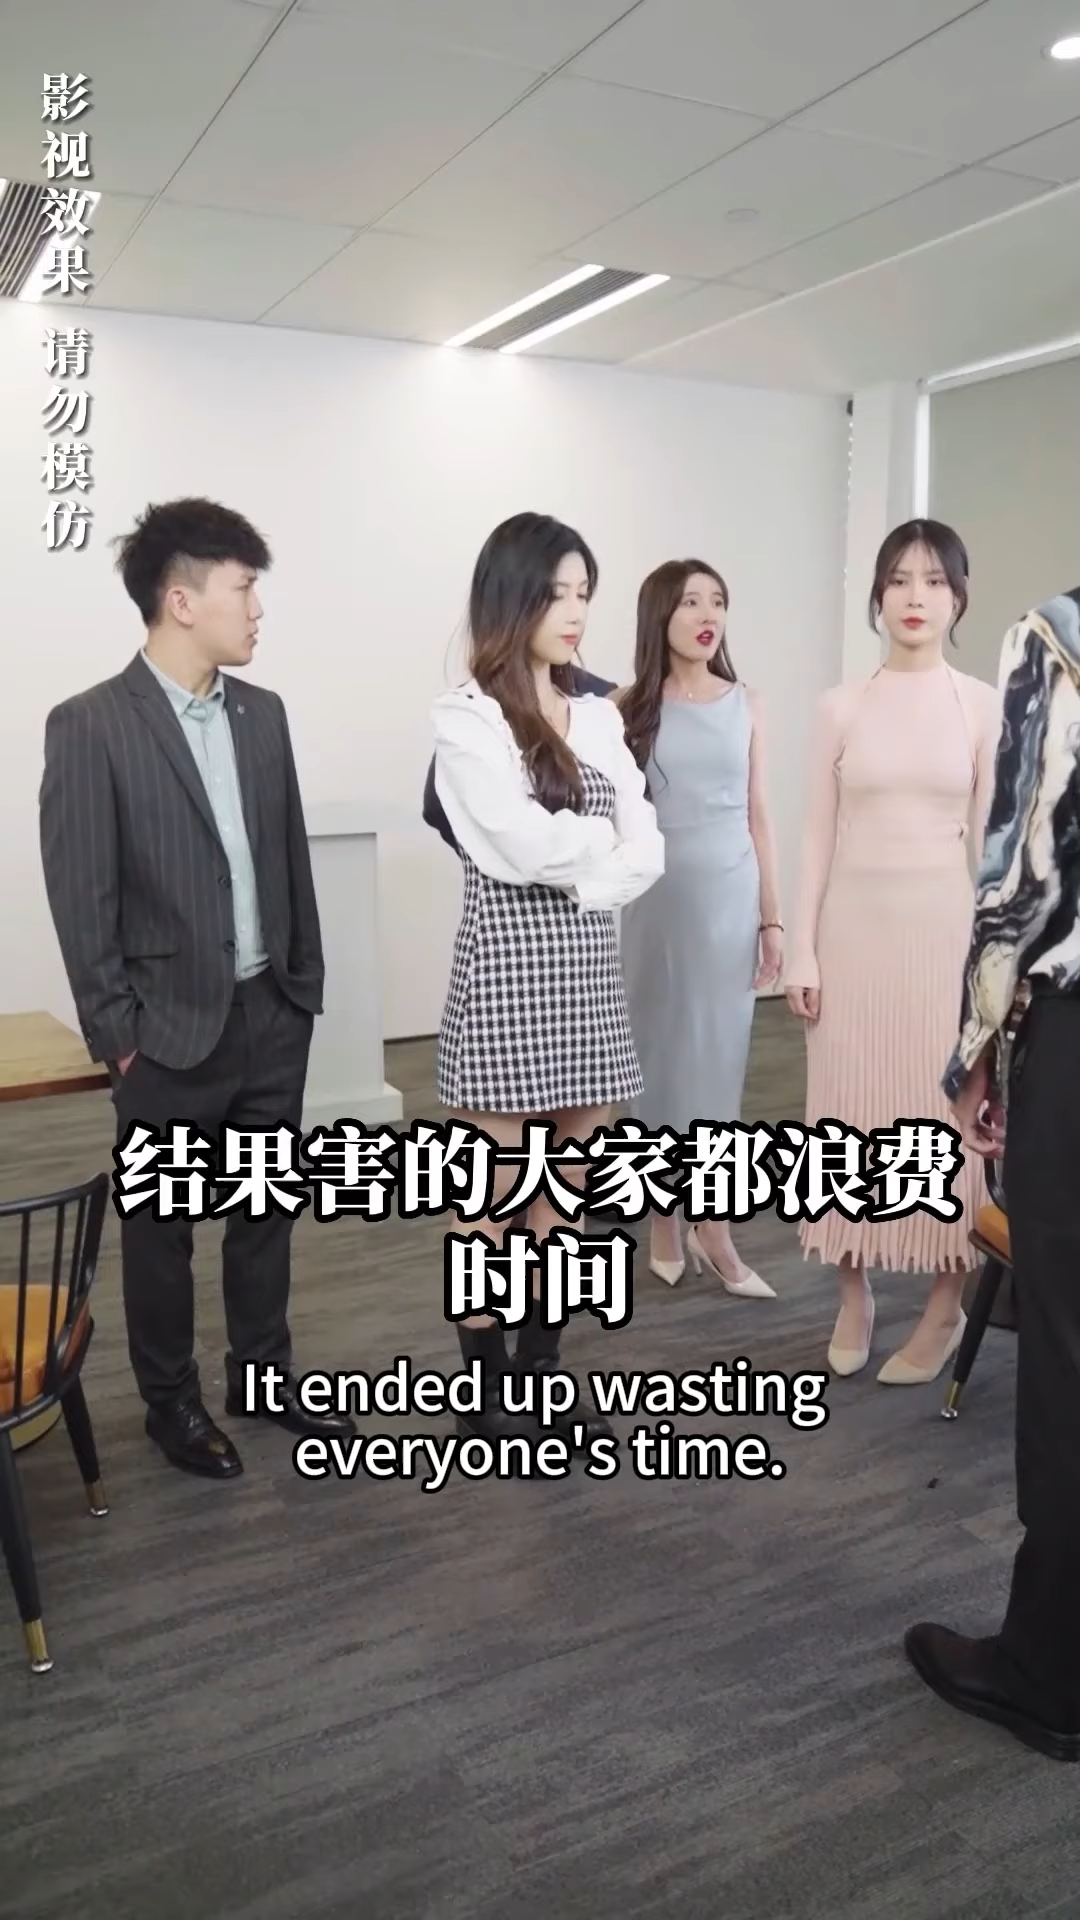 影视效果 请勿模仿
结果害的大家都浪费
时间
It ended up wasting
everyone's time.